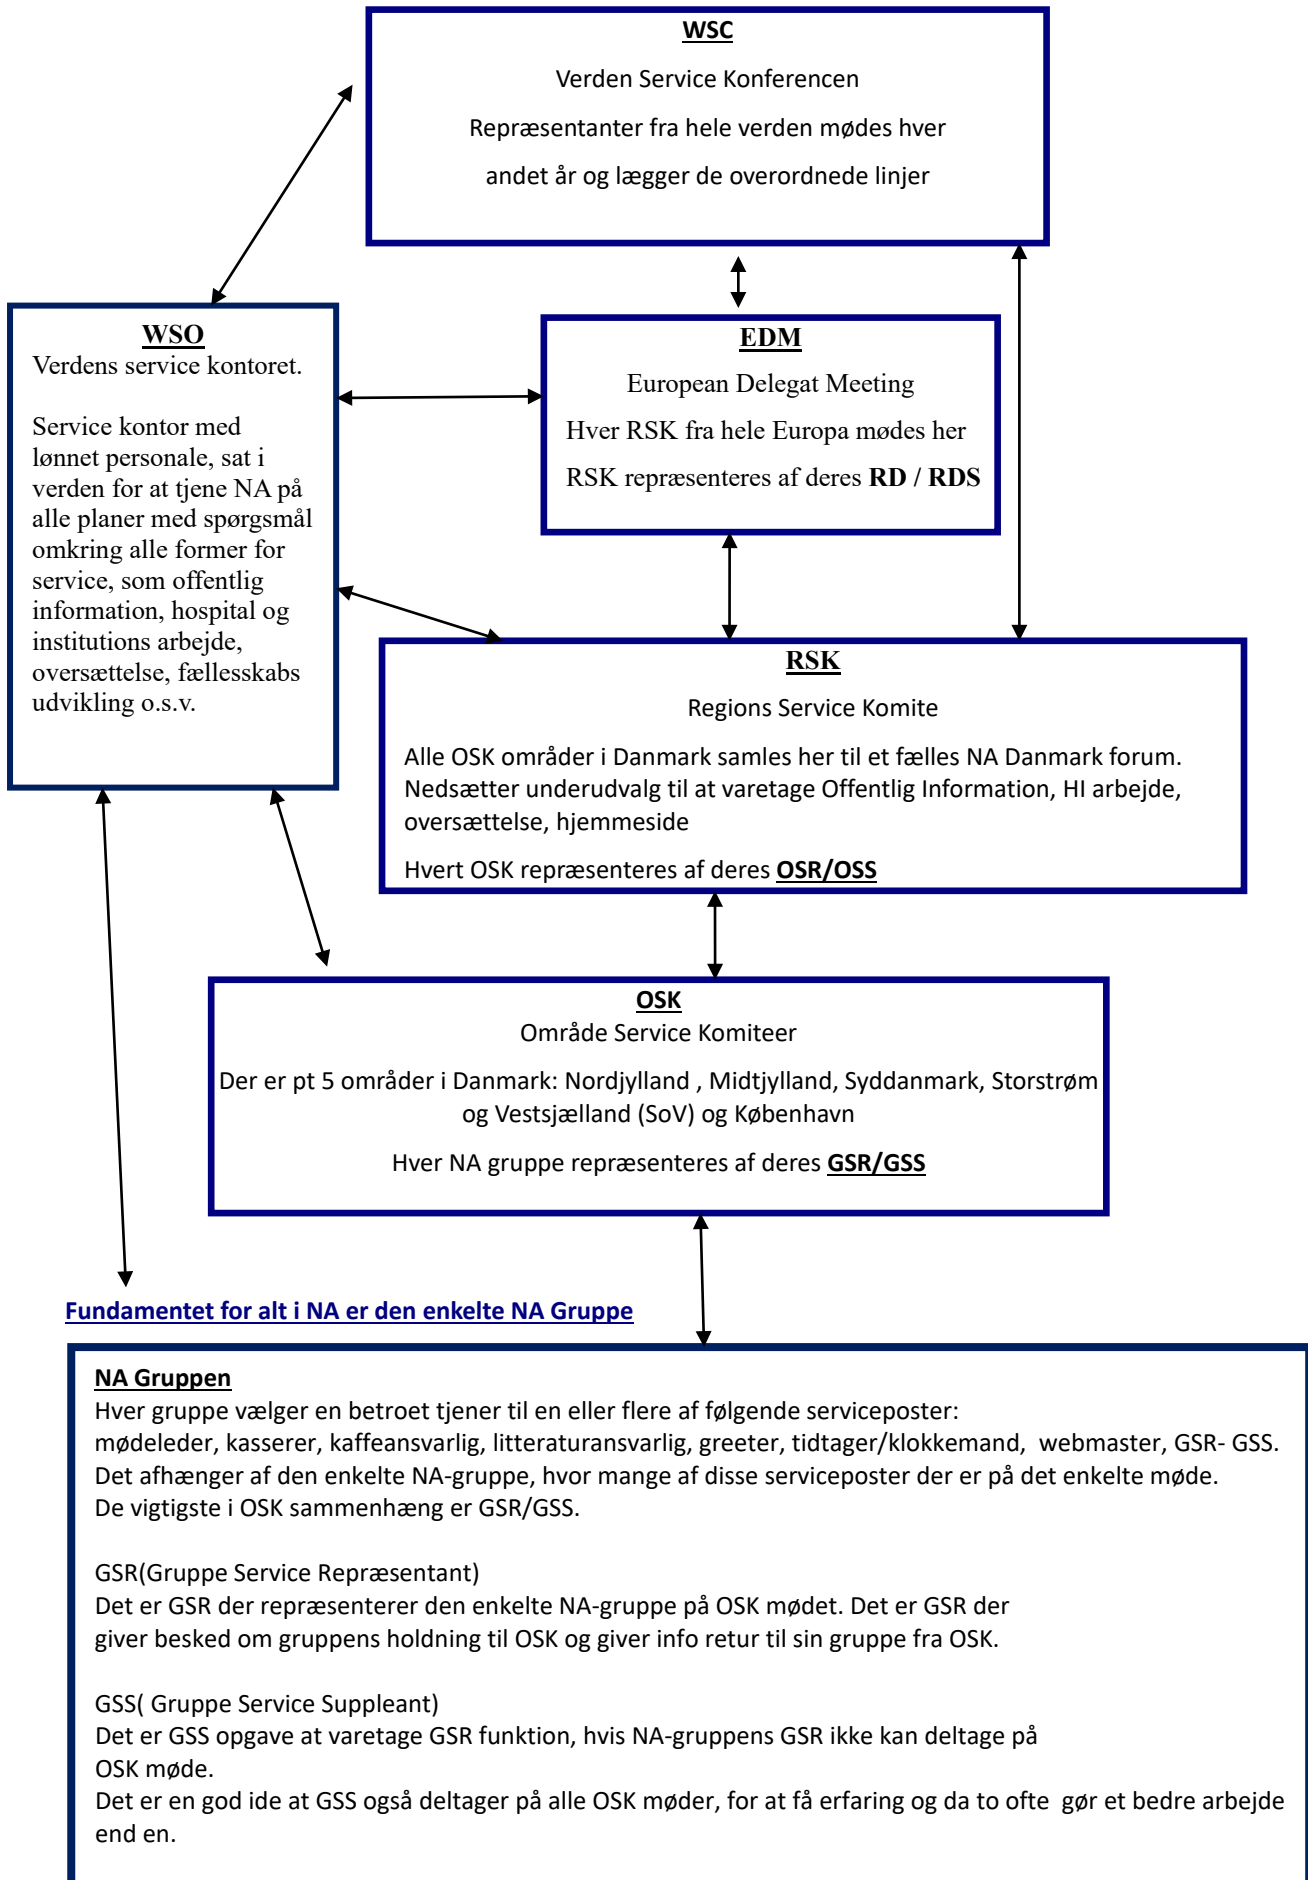 WSC
Verden Service Konferencen
Repræsentanter fra hele verden mødes hver
andet år og lægger de overordnede linjer
WSO
Verdens service kontoret.
Service kontor med
lønnet personale, sat i
verden for at tjene NA på
alle planer med spørgsmål
omkring alle former for
service, som offentlig
information, hospital og
institutions arbejde,
oversættelse, fællesskabs
udvikling o.s.v.
EDM
European Delegat Meeting
Hver RSK fra hele Europa mødes her
RSK repræsenteres af deres RD / RDS
RSK
Regions Service Komite
Alle OSK områder i Danmark samles her til et fælles NA Danmark forum.
Nedsætter underudvalg til at varetage Offentlig Information, HI arbejde,
oversættelse, hjemmeside
Hvert OSK repræsenteres af deres OSR/OSS
OSK
Område Service Komiteer
Der er pt 5 områder i Danmark: Nordjylland , Midtjylland, Syddanmark, Storstrøm
og Vestsjælland (SoV) og København
Hver NA gruppe repræsenteres af deres GSR/GSS
Fundamentet for alt i NA er den enkelte NA Gruppe
NA Gruppen
Hver gruppe vælger en betroet tjener til en eller flere af følgende serviceposter:
mødeleder, kasserer, kaffeansvarlig, litteraturansvarlig, greeter, tidtager/klokkemand,  webmaster, GSR- GSS.
Det afhænger af den enkelte NA-gruppe, hvor mange af disse serviceposter der er på det enkelte møde.
De vigtigste i OSK sammenhæng er GSR/GSS.
GSR(Gruppe Service Repræsentant)
Det er GSR der repræsenterer den enkelte NA-gruppe på OSK mødet. Det er GSR der
giver besked om gruppens holdning til OSK og giver info retur til sin gruppe fra OSK.
GSS( Gruppe Service Suppleant)
Det er GSS opgave at varetage GSR funktion, hvis NA-gruppens GSR ikke kan deltage på
OSK møde.
Det er en god ide at GSS også deltager på alle OSK møder, for at få erfaring og da to ofte  gør et bedre arbejde
end en.